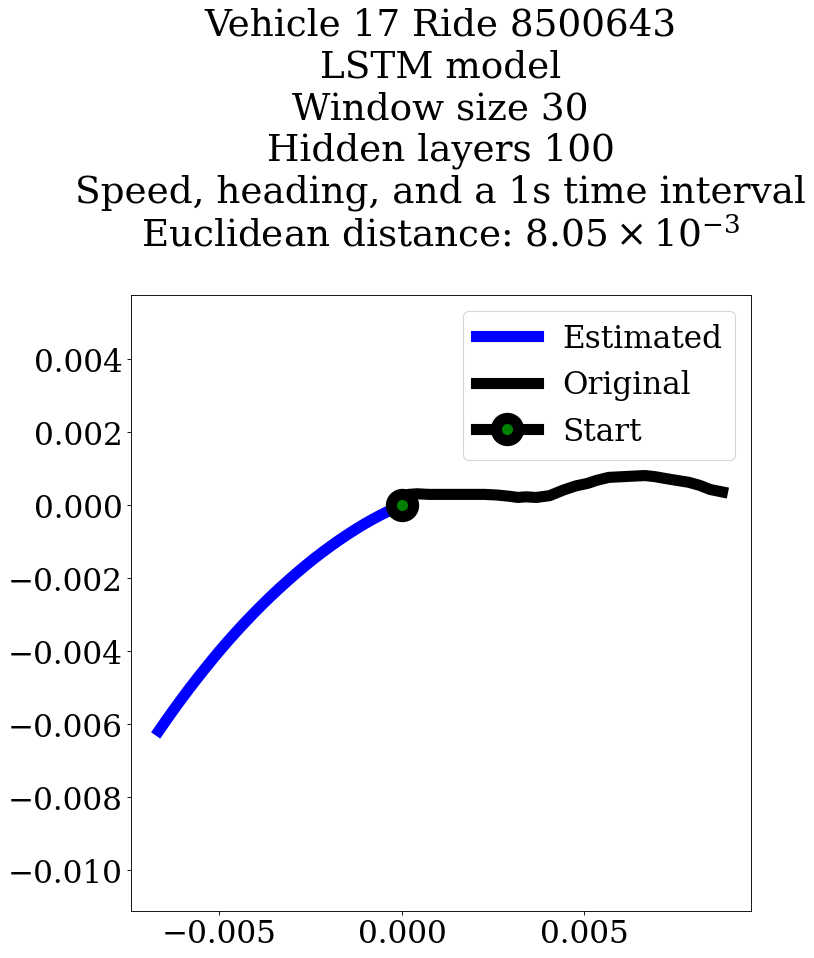 Vehicle 17 Ride 8500643
LSTM model
Window size 30
Hidden layers 100
Speed, heading, and a 1s time interval
Euclidean distance: 8.05 × 10⁻³
Estimated
Original
Start
0.004
0.002
0.000
−0.002
−0.004
−0.006
−0.008
−0.010
−0.005 0.000 0.005